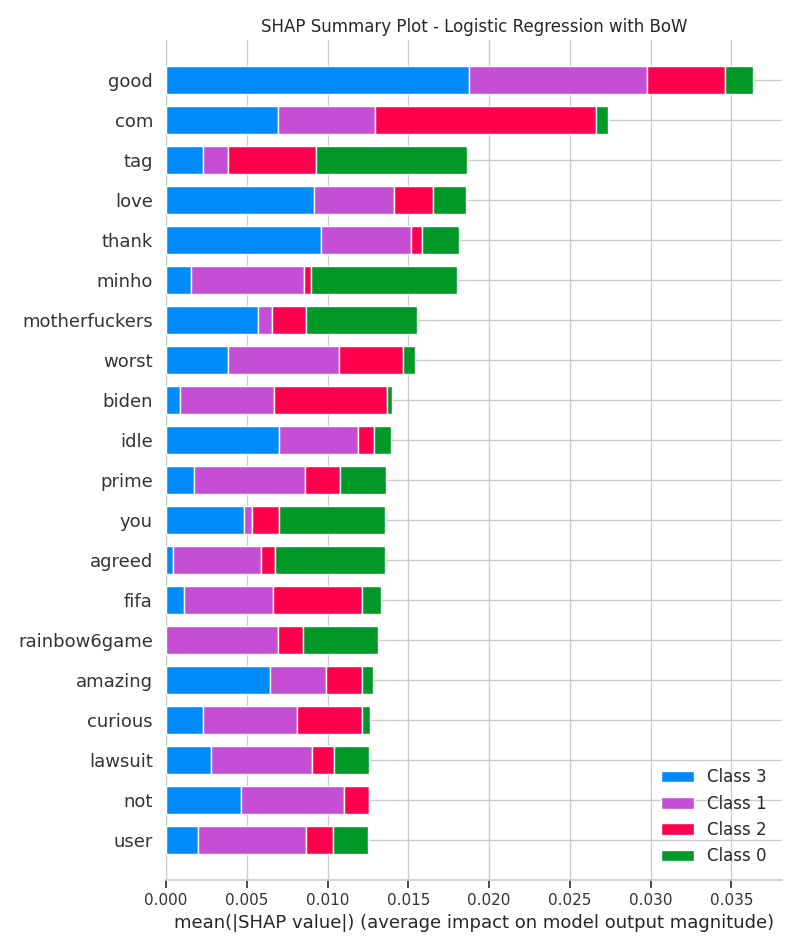 SHAP Summary Plot - Logistic Regression with BoW
good
com
tag
love
thank
minho
motherfuckers
worst
biden
idle
prime
you
agreed
fifa
rainbow6game
amazing
curious
lawsuit
not
user
Class 3
Class 1
Class 2
Class 0
0.000 0.005 0.010 0.015 0.020 0.025 0.030 0.035
mean(|SHAP value|) (average impact on model output magnitude)